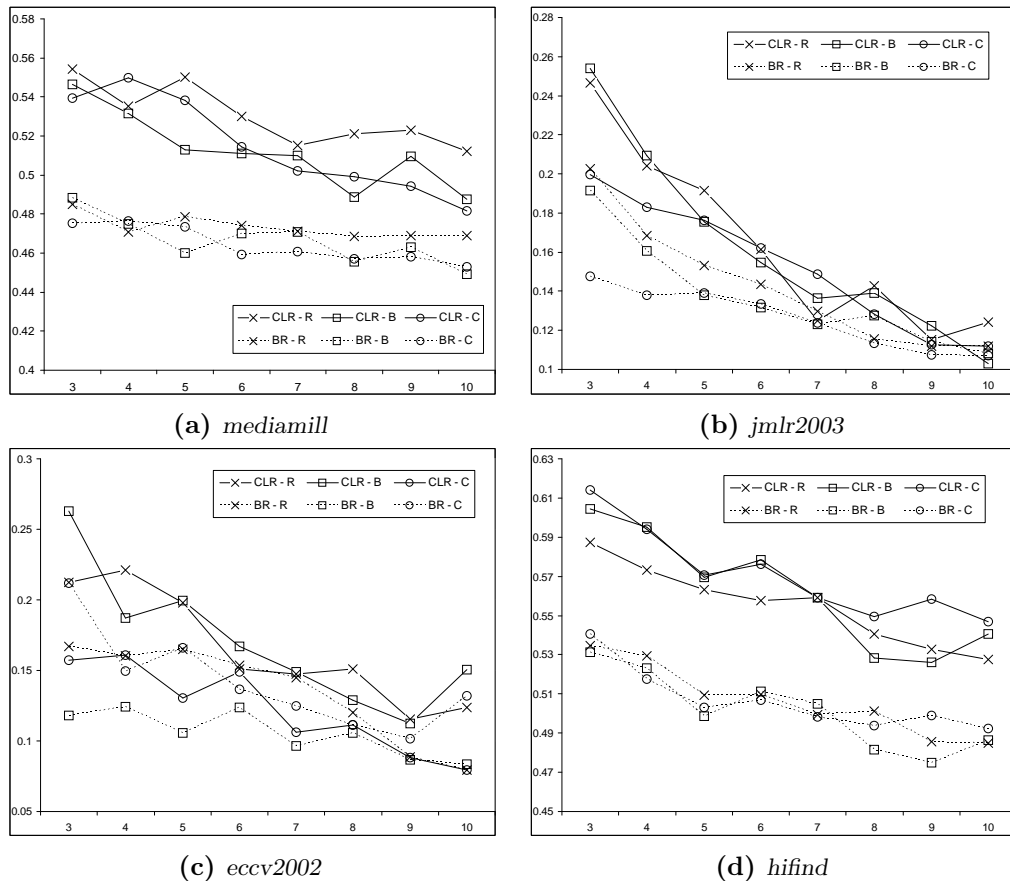 0.58
0.56
0.54
0.52
0.5
0.48
0.46
0.44
0.42
0.4
CLR - R CLR - B CLR - C
BR - R BR - B BR - C
3 4 5 6 7 8 9 10
(a) mediamill
0.28
0.26
0.24
0.22
0.2
0.18
0.16
0.14
0.12
0.1
CLR - R CLR - B CLR - C
BR - R BR - B BR - C
3 4 5 6 7 8 9 10
(b) jmlr2003
0.3
0.25
0.2
0.15
0.1
0.05
CLR - R CLR - B CLR - C
BR - R BR - B BR - C
3 4 5 6 7 8 9 10
(c) eccv2002
0.63
0.61
0.59
0.57
0.55
0.53
0.51
0.49
0.47
0.45
CLR - R CLR - B CLR - C
BR - R BR - B BR - C
3 4 5 6 7 8 9 10
(d) hifind